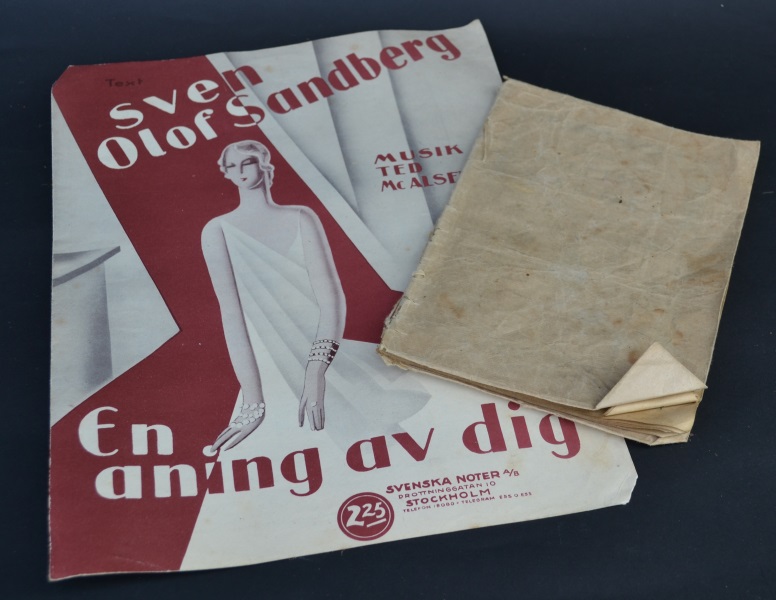 Text
Sven
Olof Sandberg
MUSIK
TED
En
aning av dig
SVENSKA NOTER A/B
DROTTNINGGATAN 10
STOCKHOLM
2 25